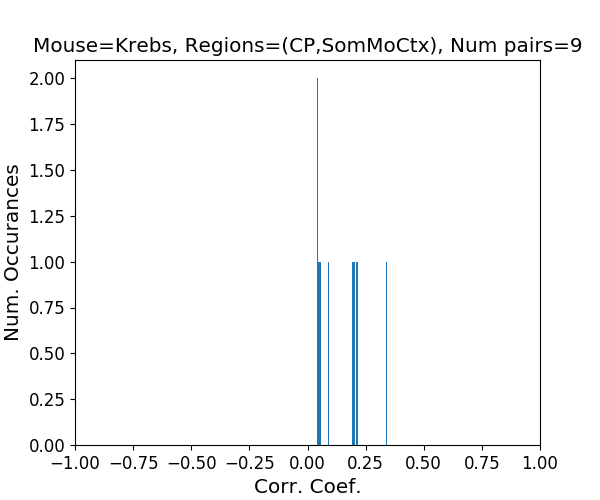 Mouse=Krebs, Regions=(CP,SomMoCtx), Num pairs=9
2.00
1.75
1.50
1.25
1.00
0.75
0.50
0.25
0.00
Num. Occurances
−1.00 −0.75 −0.50 −0.25 0.00 0.25 0.50 0.75 1.00
Corr. Coef.